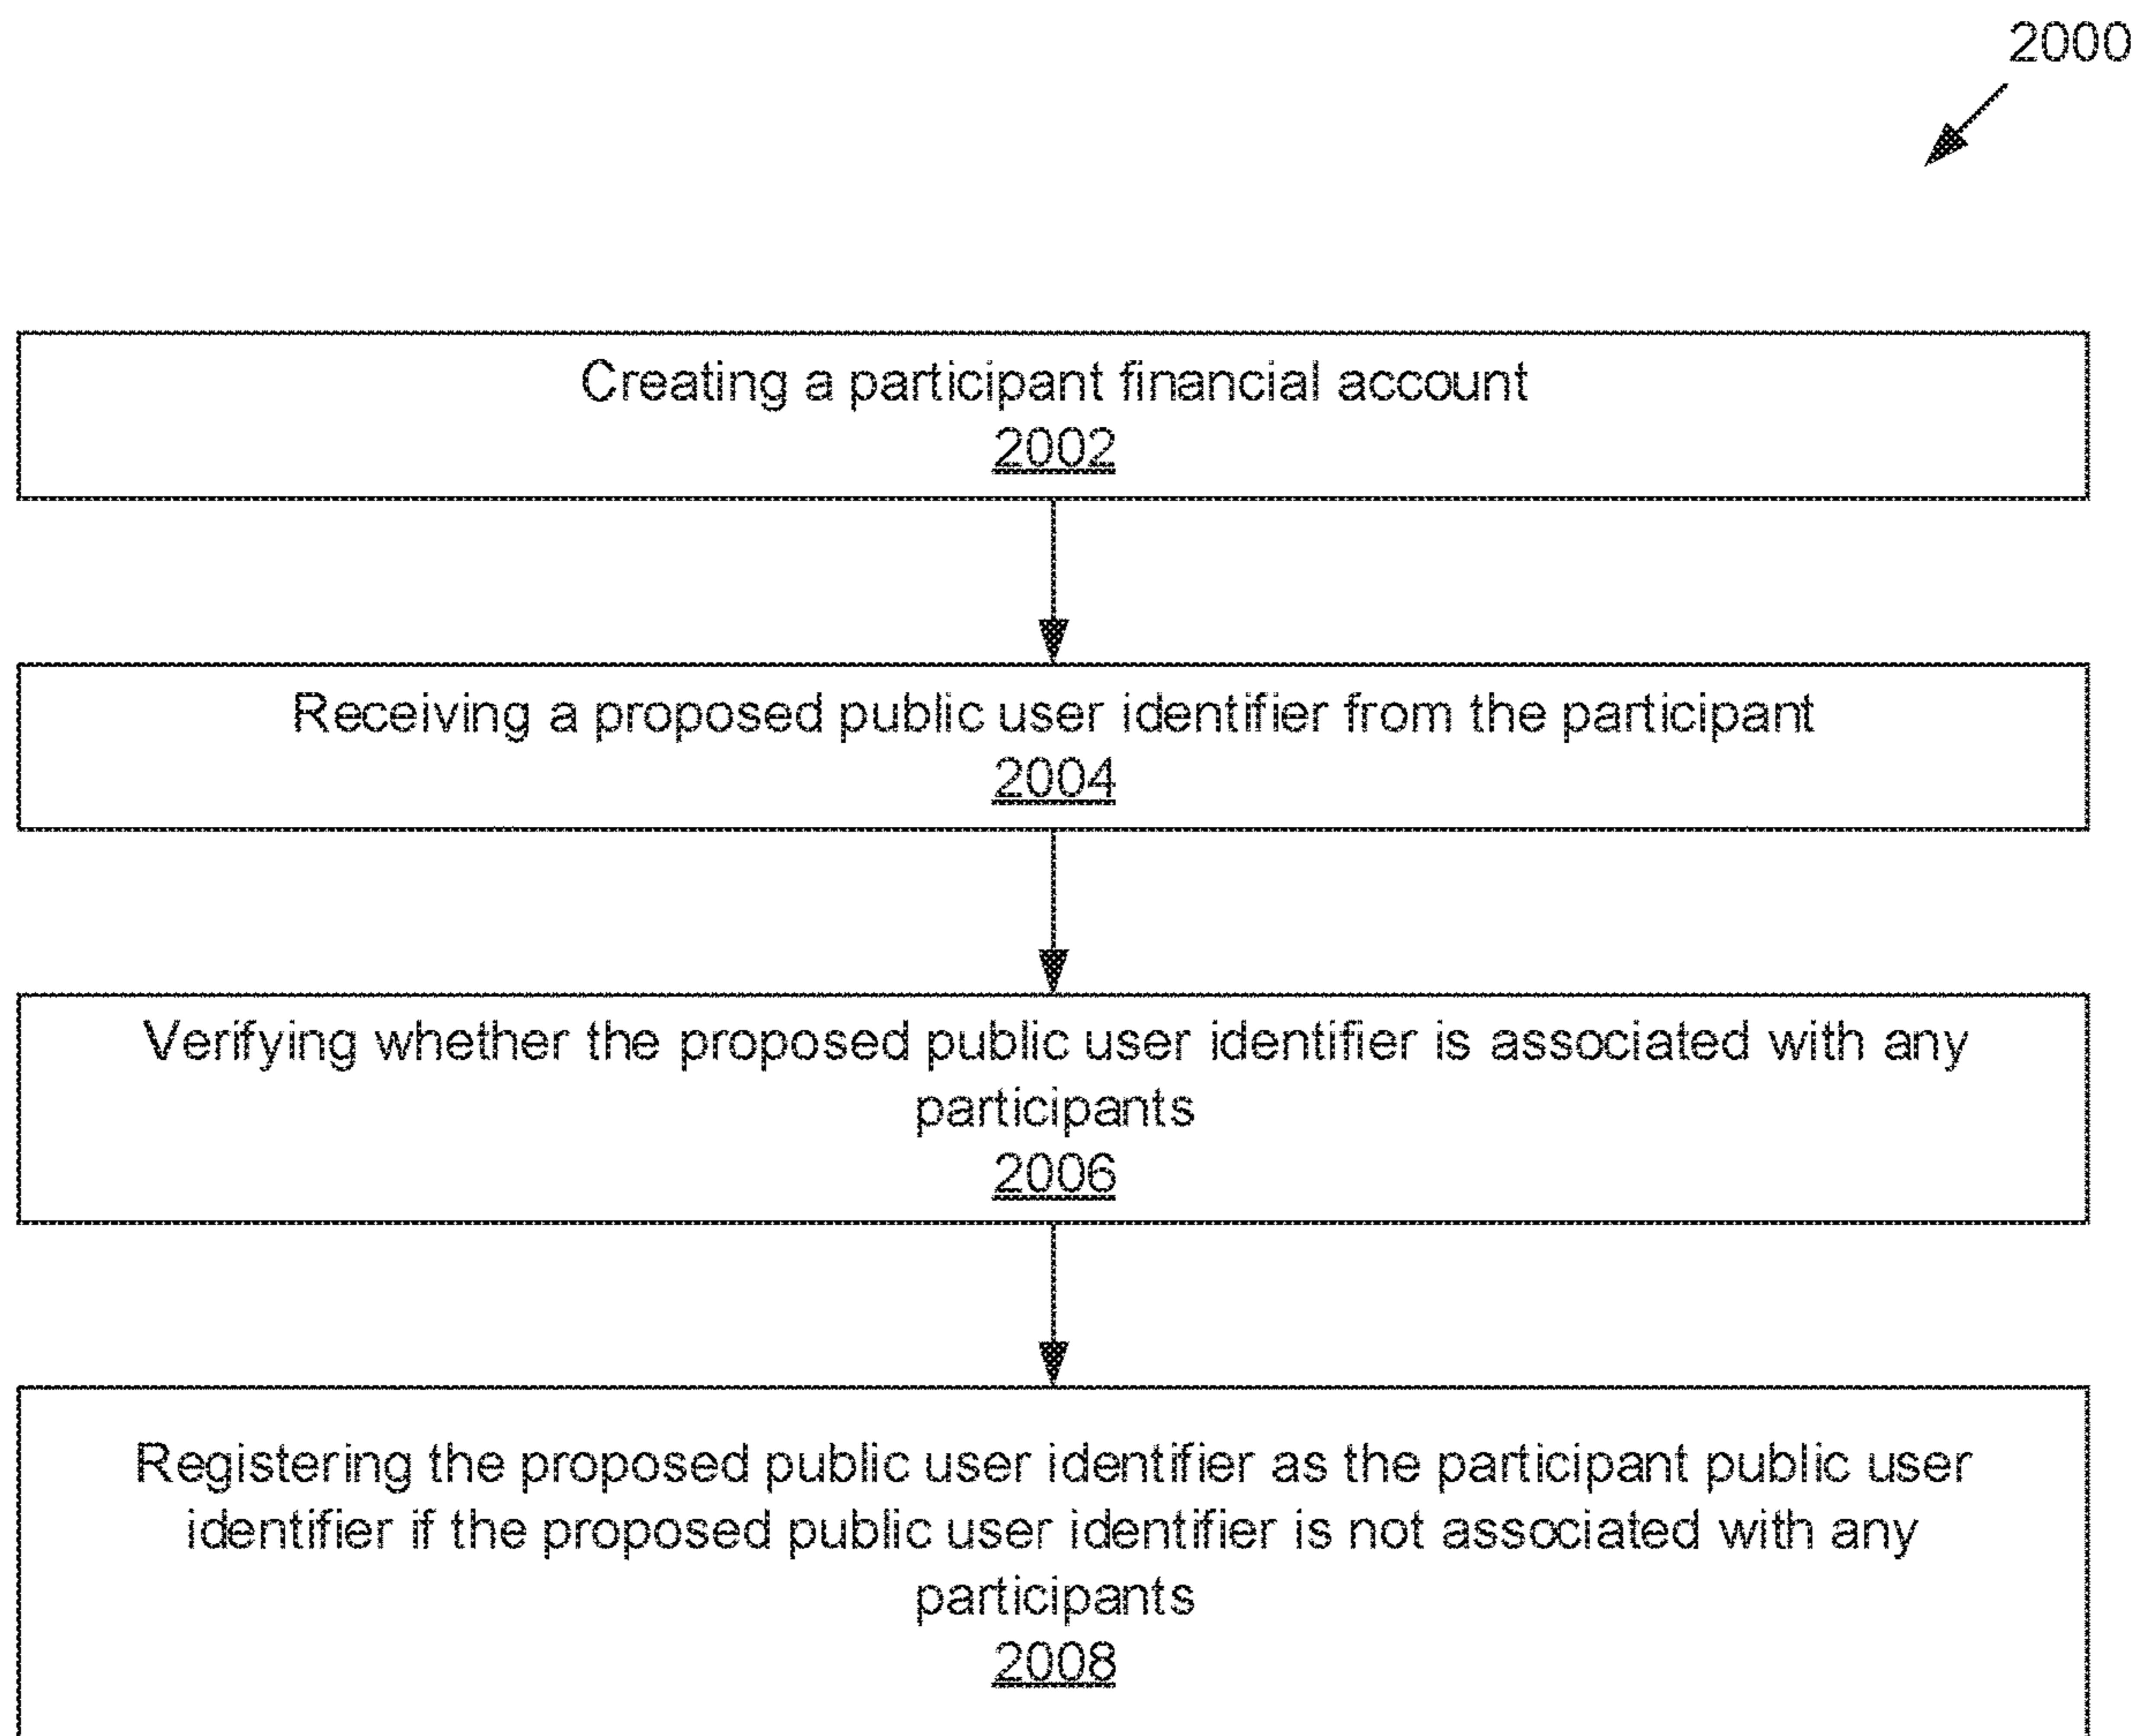 2000
Creating a participant financial account
2002
Receiving a proposed public user identifier from the participant
2004
Verifying whether the proposed public user identifier is associated with any
participants
2006
Registering the proposed public user identifier as the participant public user
identifier if the proposed public user identifier is not associated with any
participants
2008